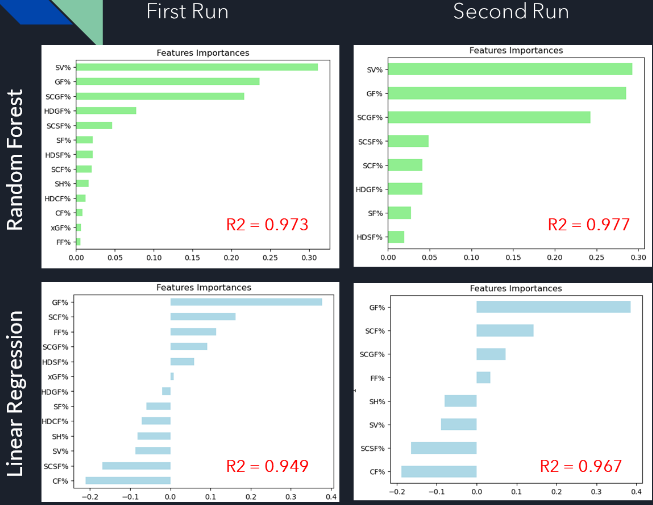 First Run
Second Run
Random Forest
Features Importances
SV%
GF%
SCGF%
HDGF%
SCSF%
SF%
HDSF%
SCF%
SH%
HDCF%
CF%
xGF%
FF%
R2 = 0.973
0.00 0.05 0.10 0.15 0.20 0.25 0.30
Features Importances
SV%
GF%
SCGF%
SCSF%
SCF%
HDGF%
SF%
HDSF%
R2 = 0.977
0.00 0.05 0.10 0.15 0.20 0.25 0.30
Linear Regression
Features Importances
GF%
SCF%
FF%
SCGF%
HDSF%
xGF%
HDGF%
SF%
HDCF%
SH%
SV%
SCSF%
CF%
R2 = 0.949
−0.2 −0.1 0.0 0.1 0.2 0.3 0.4
Features Importances
GF%
SCF%
SCGF%
FF%
SH%
SV%
SCSF%
CF%
R2 = 0.967
−0.2 −0.1 0.0 0.1 0.2 0.3 0.4